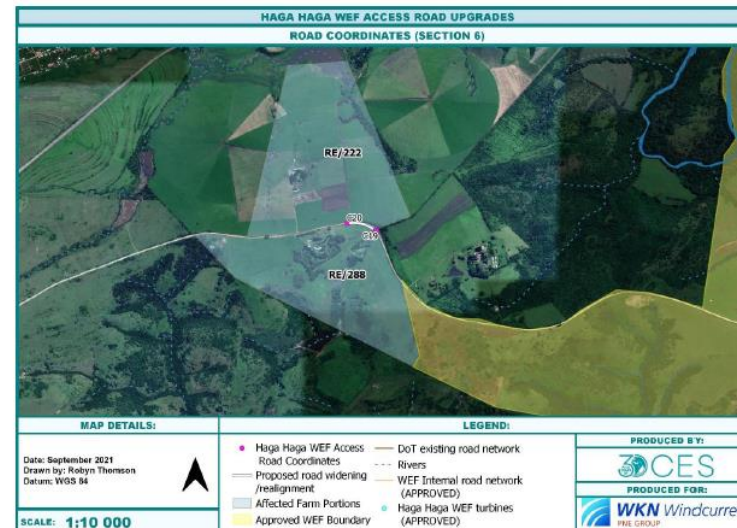 HAGA HAGA WEF ACCESS ROAD UPGRADES
ROAD COORDINATES (SECTION 6)
RE/222
C20
C19
RE/288
MAP DETAILS:
Date: September 2021
Drawn by: Robyn Thomson
Datum: WGS 84
SCALE: 1:10 000
LEGEND:
Haga Haga WEF Access
Road Coordinates
Proposed road widening
/realignment
Affected Farm Portions
Approved WEF Boundary
DoT existing road network
Rivers
WEF Internal road network
(APPROVED)
Haga Haga WEF turbines
(APPROVED)
PRODUCED BY:
CES
PRODUCED FOR:
WKN Windcurre
PNE GROUP